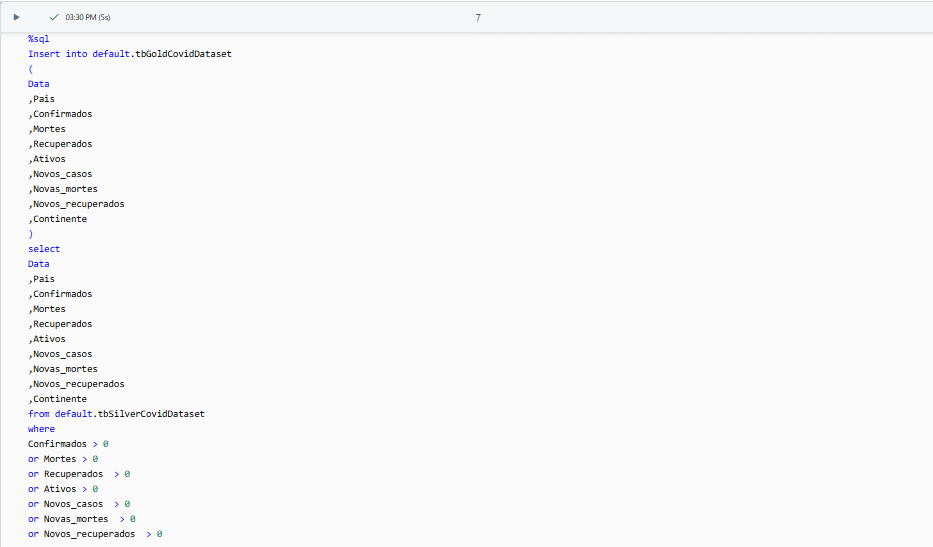 03:30 PM (5s)
7
%sql
Insert into default.tbGoldCovidDataset
(
Data
,Pais
,Confirmados
,Mortes
,Recuperados
,Ativos
,Novos_casos
,Novas_mortes
,Novos_recuperados
,Continente
)
select
Data
,Pais
,Confirmados
,Mortes
,Recuperados
,Ativos
,Novos_casos
,Novas_mortes
,Novos_recuperados
,Continente
from default.tbSilverCovidDataset
where
Confirmados > 0
or Mortes > 0
or Recuperados  > 0
or Ativos > 0
or Novos_casos  > 0
or Novas_mortes  > 0
or Novos_recuperados  > 0